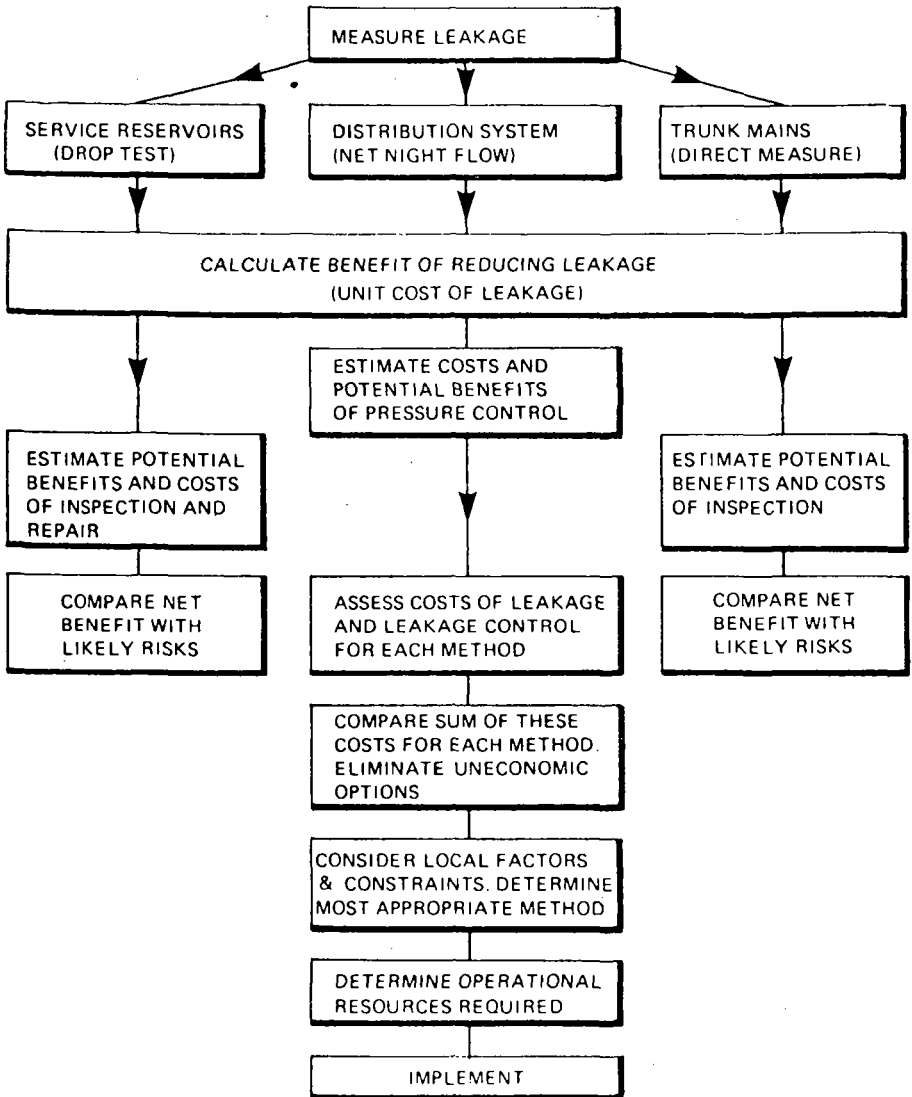 MEASURE LEAKAGE
SERVICE RESERVOIRS
(DROP TEST)
DISTRIBUTION SYSTEM
(NET NIGHT FLOW)
TRUNK MAINS
(DIRECT MEASURE)
CALCULATE BENEFIT OF REDUCING LEAKAGE
(UNIT COST OF LEAKAGE)
ESTIMATE COSTS AND
POTENTIAL BENEFITS
OF PRESSURE CONTROL
ESTIMATE POTENTIAL
BENEFITS AND COSTS
OF INSPECTION AND
REPAIR
ESTIMATE POTENTIAL
BENEFITS AND COSTS
OF INSPECTION
COMPARE NET
BENEFIT WITH
LIKELY RISKS
ASSESS COSTS OF LEAKAGE
AND LEAKAGE CONTROL
FOR EACH METHOD
COMPARE NET
BENEFIT WITH
LIKELY RISKS
COMPARE SUM OF THESE
COSTS FOR EACH METHOD.
ELIMINATE UNECONOMIC
OPTIONS
CONSIDER LOCAL FACTORS
& CONSTRAINTS. DETERMINE
MOST APPROPRIATE METHOD
DETERMINE OPERATIONAL
RESOURCES REQUIRED
IMPLEMENT